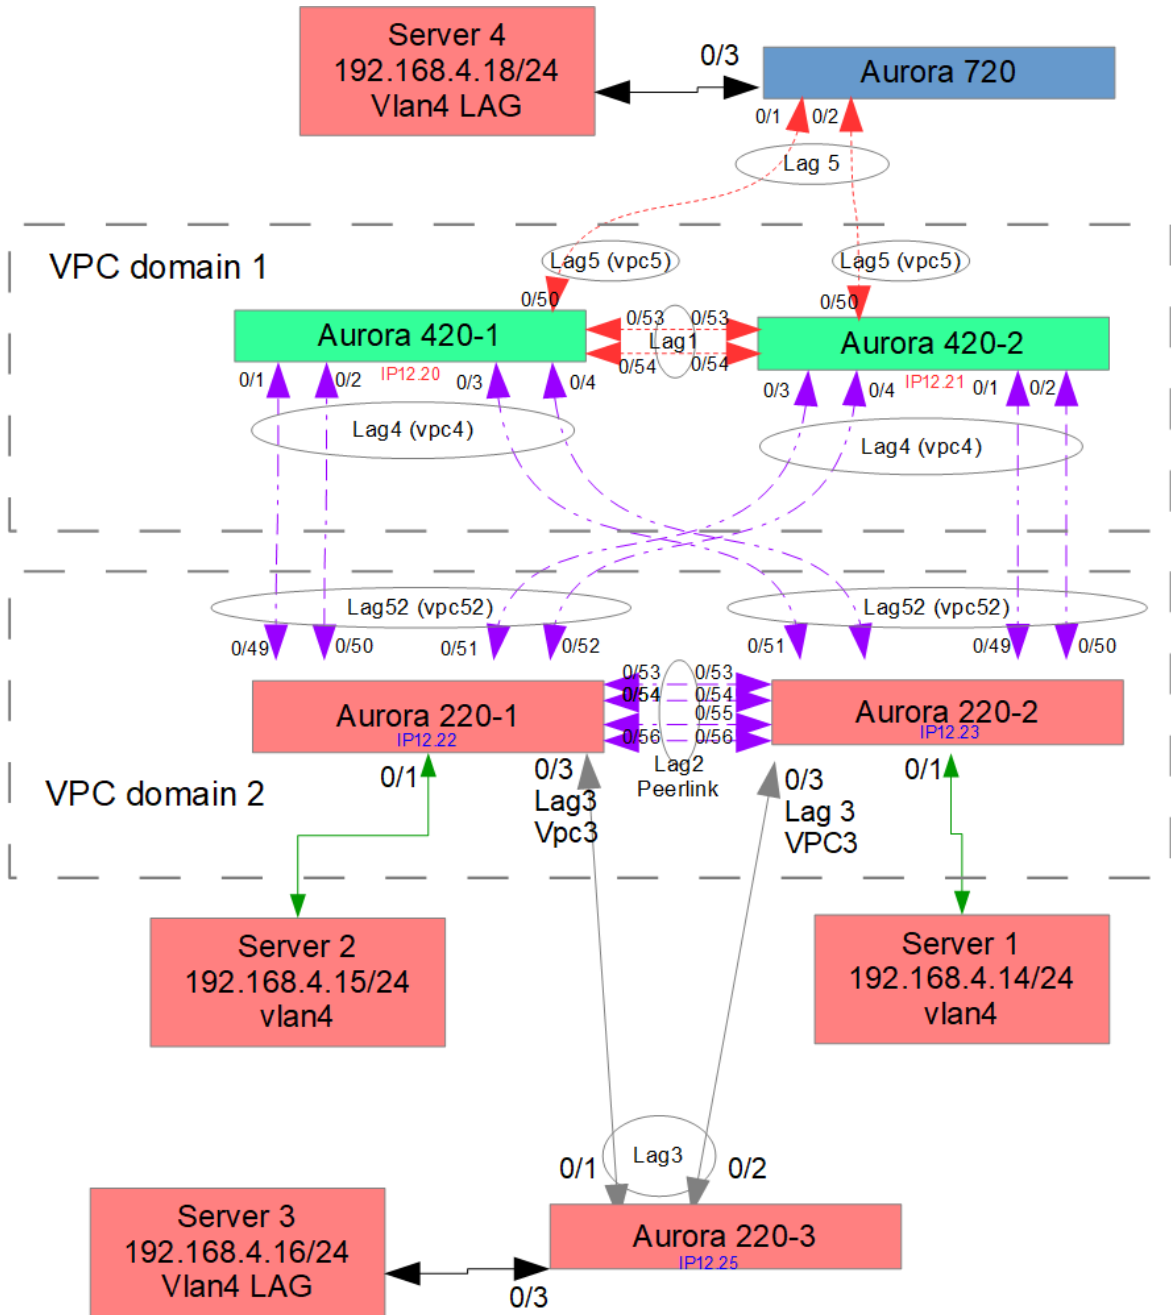 Server 4
192.168.4.18/24
Vlan4 LAG
0/3
Aurora 720
0/1
0/2
Lag 5
VPC domain 1
Lag5 (vpc5)
Lag5 (vpc5)
0/50
0/50
Aurora 420-1
IP12.20
0/53
0/53
Lag1
0/54
0/54
Aurora 420-2
IP12.21
0/1
0/2
0/3
0/4
0/3
0/4
0/1
0/2
Lag4 (vpc4)
Lag4 (vpc4)
Lag52 (vpc52)
Lag52 (vpc52)
0/49
0/50
0/51
0/52
0/51
0/49
0/50
Aurora 220-1
IP12.22
0/53
0/53
0/54
0/54
0/55
0/56
0/56
Lag2
Peerlink
Aurora 220-2
IP12.23
VPC domain 2
0/1
0/3
Lag3
Vpc3
0/3
Lag 3
VPC3
0/1
Server 2
192.168.4.15/24
vlan4
Server 1
192.168.4.14/24
vlan4
Lag3
0/1
0/2
Server 3
192.168.4.16/24
Vlan4 LAG
0/3
Aurora 220-3
IP12.25